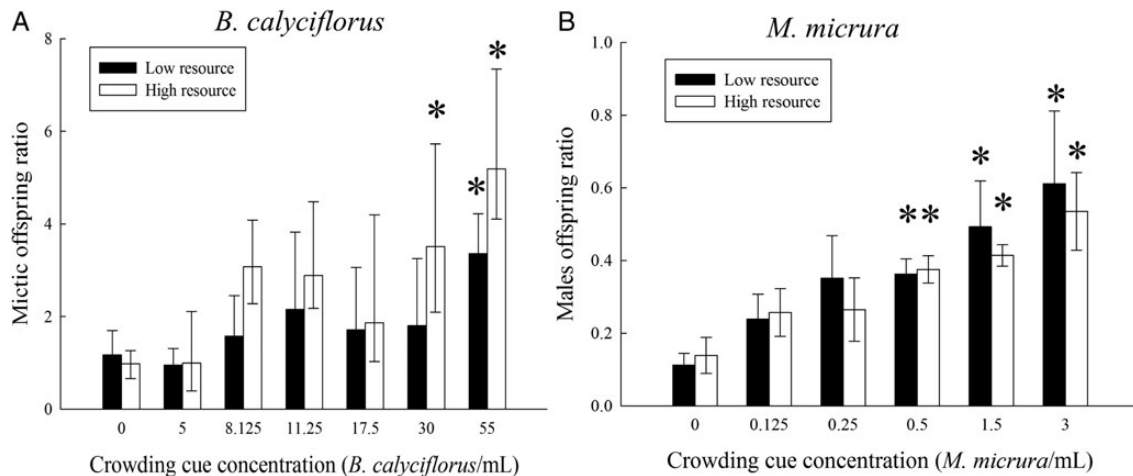 A
B. calyciflorus
8
6
4
2
0
Mictic offspring ratio
Low resource
High resource
*
*
*
0 5 8.125 11.25 17.5 30 55
Crowding cue concentration (B. calyciflorus/mL)
B
M. micrura
1.0
0.8
0.6
0.4
0.2
0.0
Males offspring ratio
Low resource
High resource
*
*
*
*
**
0 0.125 0.25 0.5 1.5 3
Crowding cue concentration (M. micrura/mL)